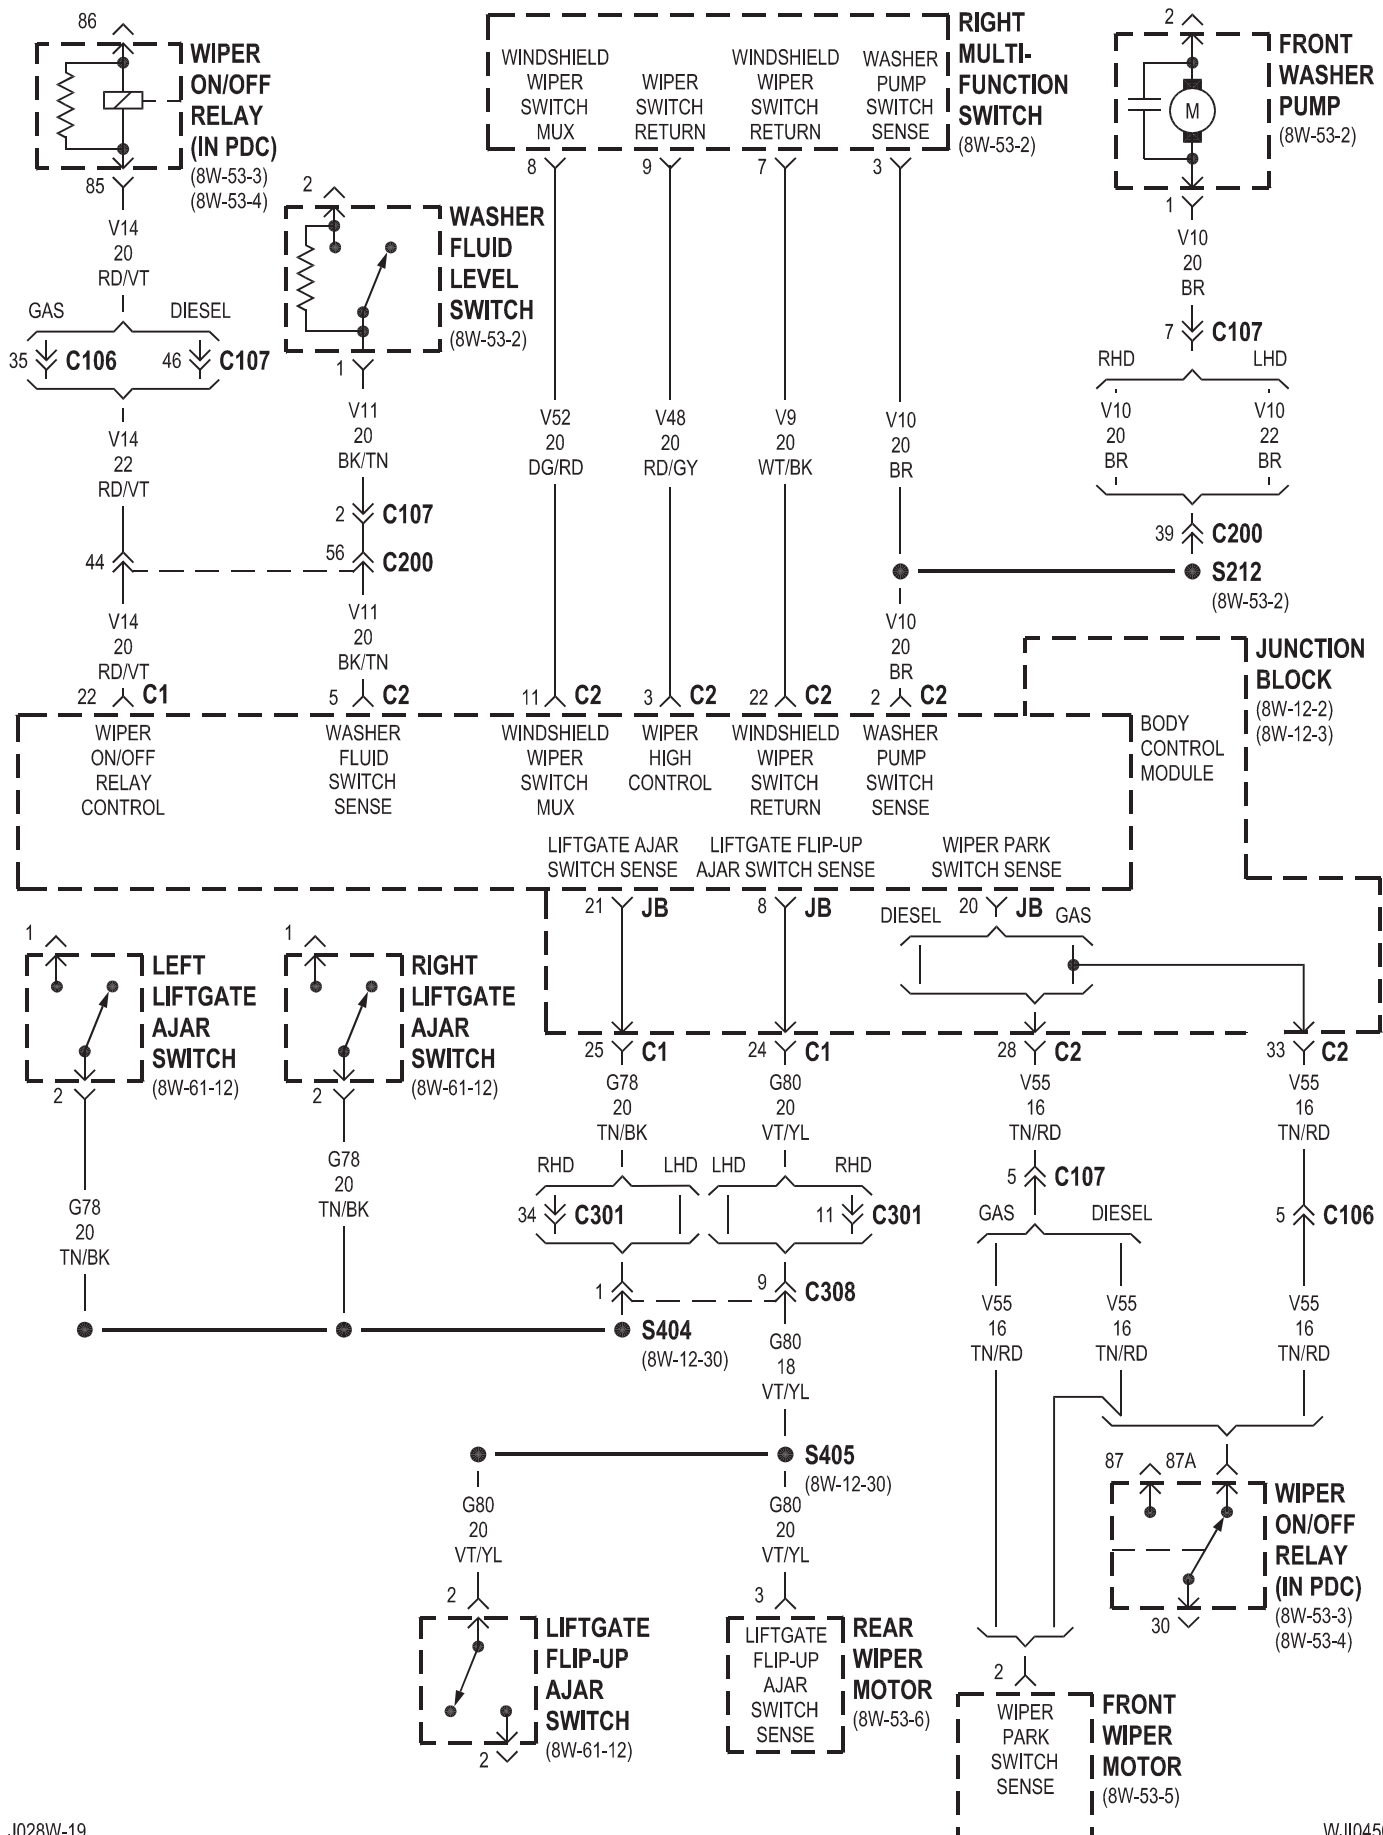 86
WIPER
ON/OFF
RELAY
(IN PDC)
(8W-53-3)
(8W-53-4)
85
V14
20
RD/VT
GAS
DIESEL
35
C106
46
C107
V14
22
RD/VT
44
V14
20
RD/VT
22
C1
2
WASHER
FLUID
LEVEL
SWITCH
(8W-53-2)
1
V11
20
BK/TN
2
C107
56
C200
V11
20
BK/TN
5
C2
RIGHT
MULTI-
FUNCTION
SWITCH
(8W-53-2)
WINDSHIELD
WIPER
SWITCH
MUX
WIPER
SWITCH
RETURN
WINDSHIELD
WIPER
SWITCH
RETURN
WASHER
PUMP
SWITCH
SENSE
8
9
7
3
V52
20
DG/RD
V48
20
RD/GY
V9
20
WT/BK
V10
20
BR
V10
20
BR
11
C2
3
C2
22
C2
2
C2
2
FRONT
WASHER
PUMP
(8W-53-2)
M
1
V10
20
BR
7
C107
RHD
LHD
V10
20
BR
V10
22
BR
39
C200
S212
(8W-53-2)
JUNCTION
BLOCK
(8W-12-2)
(8W-12-3)
BODY
CONTROL
MODULE
WIPER
ON/OFF
RELAY
CONTROL
WASHER
FLUID
SWITCH
SENSE
WINDSHIELD
WIPER
SWITCH
MUX
WIPER
HIGH
CONTROL
WINDSHIELD
WIPER
SWITCH
RETURN
WASHER
PUMP
SWITCH
SENSE
LIFTGATE AJAR
SWITCH SENSE
LIFTGATE FLIP-UP
AJAR SWITCH SENSE
WIPER PARK
SWITCH SENSE
21
JB
8
JB
20
JB
DIESEL
GAS
1
LEFT
LIFTGATE
AJAR
SWITCH
(8W-61-12)
2
1
RIGHT
LIFTGATE
AJAR
SWITCH
(8W-61-12)
2
25
C1
24
C1
28
C2
33
C2
G78
20
TN/BK
G80
20
VT/YL
V55
16
TN/RD
V55
16
TN/RD
G78
20
TN/BK
G78
20
TN/BK
RHD
LHD
LHD
RHD
34
C301
11
C301
5
C107
5
C106
GAS
DIESEL
1
9
C308
S404
(8W-12-30)
G80
18
VT/YL
V55
16
TN/RD
V55
16
TN/RD
V55
16
TN/RD
S405
(8W-12-30)
G80
20
VT/YL
G80
20
VT/YL
87
87A
WIPER
ON/OFF
RELAY
(IN PDC)
(8W-53-3)
(8W-53-4)
30
2
LIFTGATE
FLIP-UP
AJAR
SWITCH
(8W-61-12)
2
3
LIFTGATE
FLIP-UP
AJAR
SWITCH
SENSE
REAR
WIPER
MOTOR
(8W-53-6)
2
WIPER
PARK
SWITCH
SENSE
FRONT
WIPER
MOTOR
(8W-53-5)
J028W-19